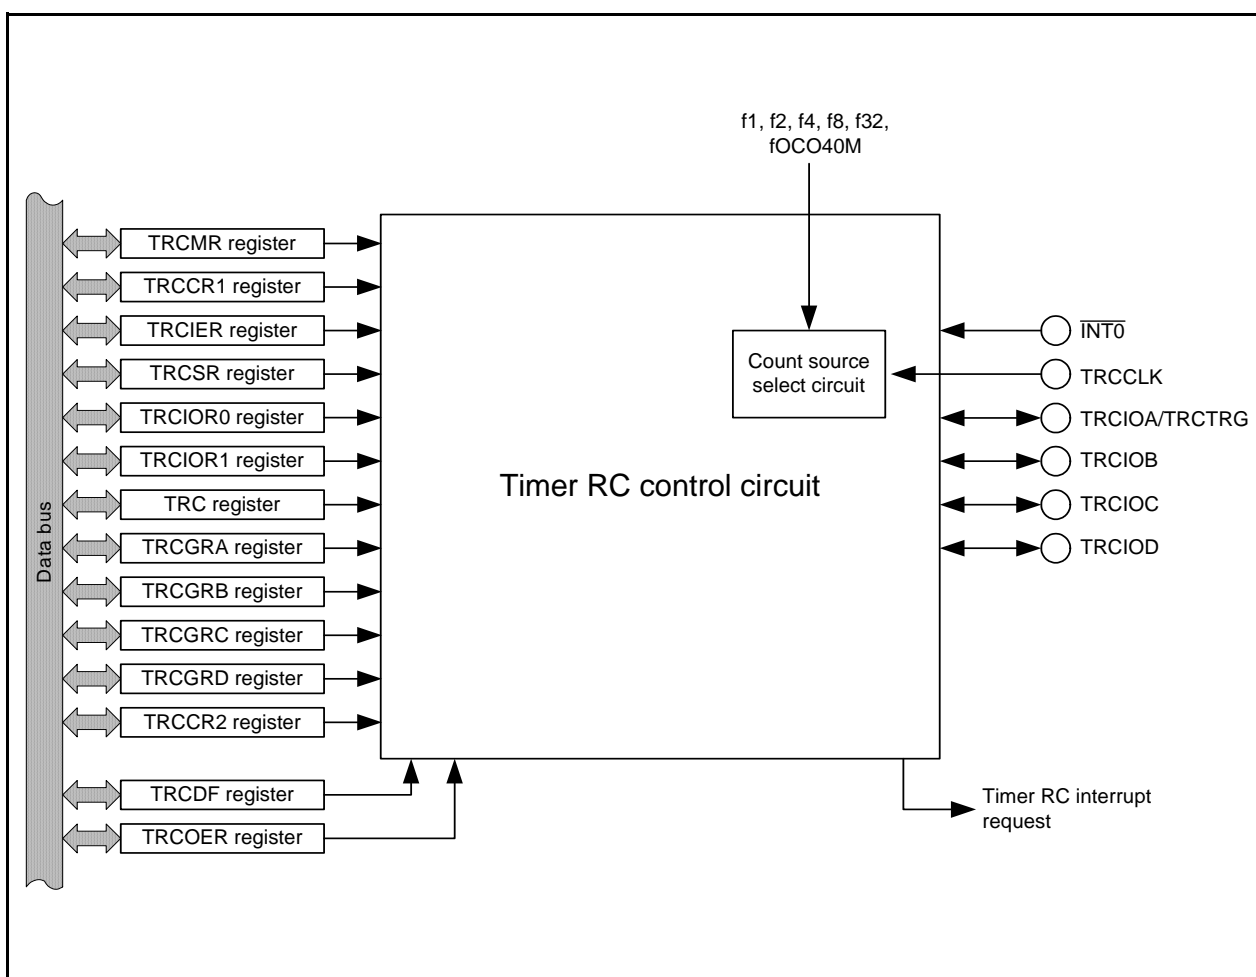 f1, f2, f4, f8, f32,
fOCO40M
Data bus
TRCMR register
TRCCR1 register
TRCIER register
TRCSR register
TRCIOR0 register
TRCIOR1 register
TRC register
TRCGRA register
TRCGRB register
TRCGRC register
TRCGRD register
TRCCR2 register
TRCDF register
TRCOER register
Count source
select circuit
Timer RC control circuit
I̅N̅T̅0̅
TRCCLK
TRCIOA/TRCTRG
TRCIOB
TRCIOC
TRCIOD
Timer RC interrupt
request